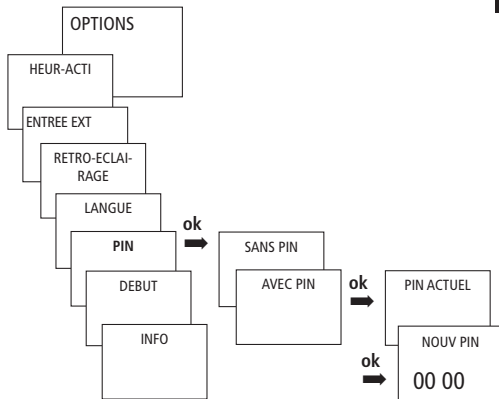 OPTIONS
HEUR-ACTI
ENTREE EXT
RETRO-ECLAI-
RAGE
LANGUE
ok
PIN
SANS PIN
DEBUT
AVEC PIN
ok
PIN ACTUEL
INFO
NOUV PIN
ok
00 00